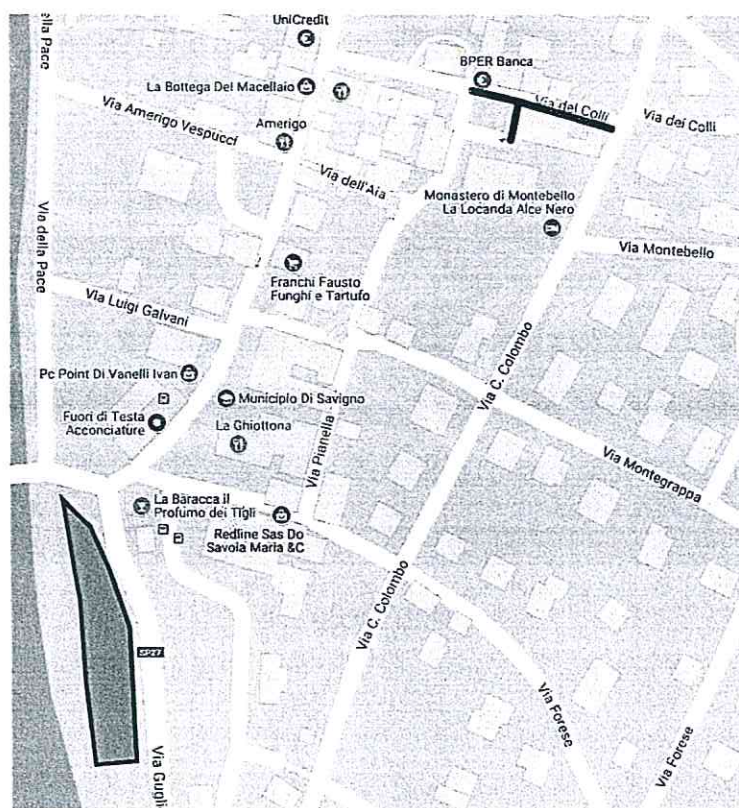 della Pace
UniCredit
BPER Banca
La Bottega Del Macellaio
Via dei Colli
Via dei Colli
Via Amerigo Vespucci
Amerigo
Via dell'Aia
Monastero di Montebello
La Locanda Alce Nero
Via della Pace
Via Montebello
Franchi Fausto
Funghi e Tartufo
Via Luigi Galvani
Pc Point Di Vanelli Ivan
Via C. Colombo
Municipio Di Savigno
Fuori di Testa
Acconciature
La Ghiottona
Via Pianella
Via Montegrappa
La Baracca il
Profumo dei Tigli
Redline Sas Do
Savoia Maria &C
Via C. Colombo
SP27
Via Forese
Via Forese
Via Gugli